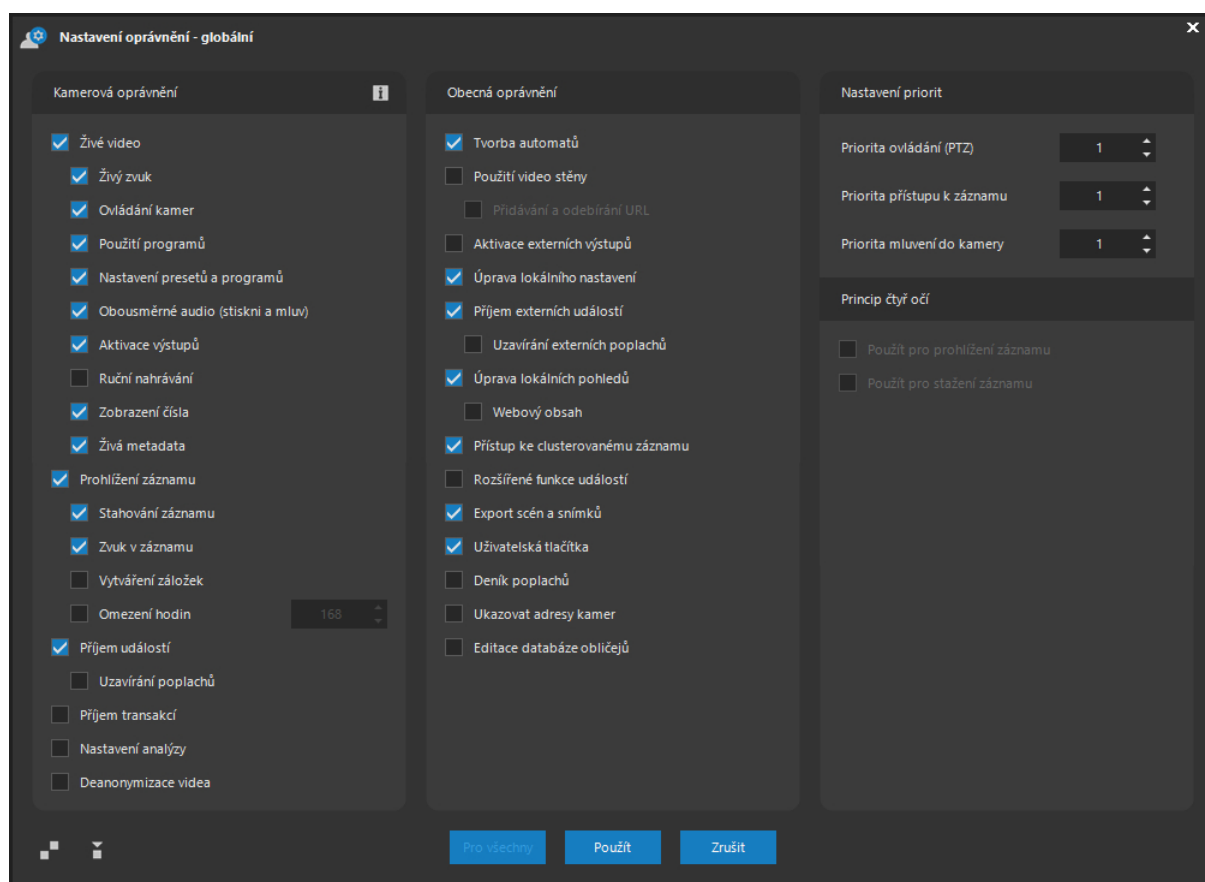 Nastavení oprávnění - globální
Kamerová oprávnění
Živé video
Živý zvuk
Ovládání kamer
Použití programů
Nastavení presetů a programů
Obousměrné audio (stiskni a mluv)
Aktivace výstupů
Ruční nahrávání
Zobrazení čísla
Živá metadata
Prohlížení záznamu
Stahování záznamu
Zvuk v záznamu
Vytváření záložek
Omezení hodin 168
Příjem událostí
Uzavírání poplachů
Příjem transakcí
Nastavení analýzy
Deanonymizace videa
Obecná oprávnění
Tvorba automatů
Použití video stěny
Přidávání a odebírání URL
Aktivace externích výstupů
Úprava lokálního nastavení
Příjem externích událostí
Uzavírání externích poplachů
Úprava lokálních pohledů
Webový obsah
Přístup ke clusterovanému záznamu
Rozšířené funkce událostí
Export scén a snímků
Uživatelská tlačítka
Deník poplachů
Ukazovat adresy kamer
Editace databáze obličejů
Nastavení priorit
Priorita ovládání (PTZ) 1
Priorita přístupu k záznamu 1
Priorita mluvení do kamery 1
Princip čtyř očí
Použít pro prohlížení záznamu
Použít pro stažení záznamu
Pro všechny
Použít
Zrušit